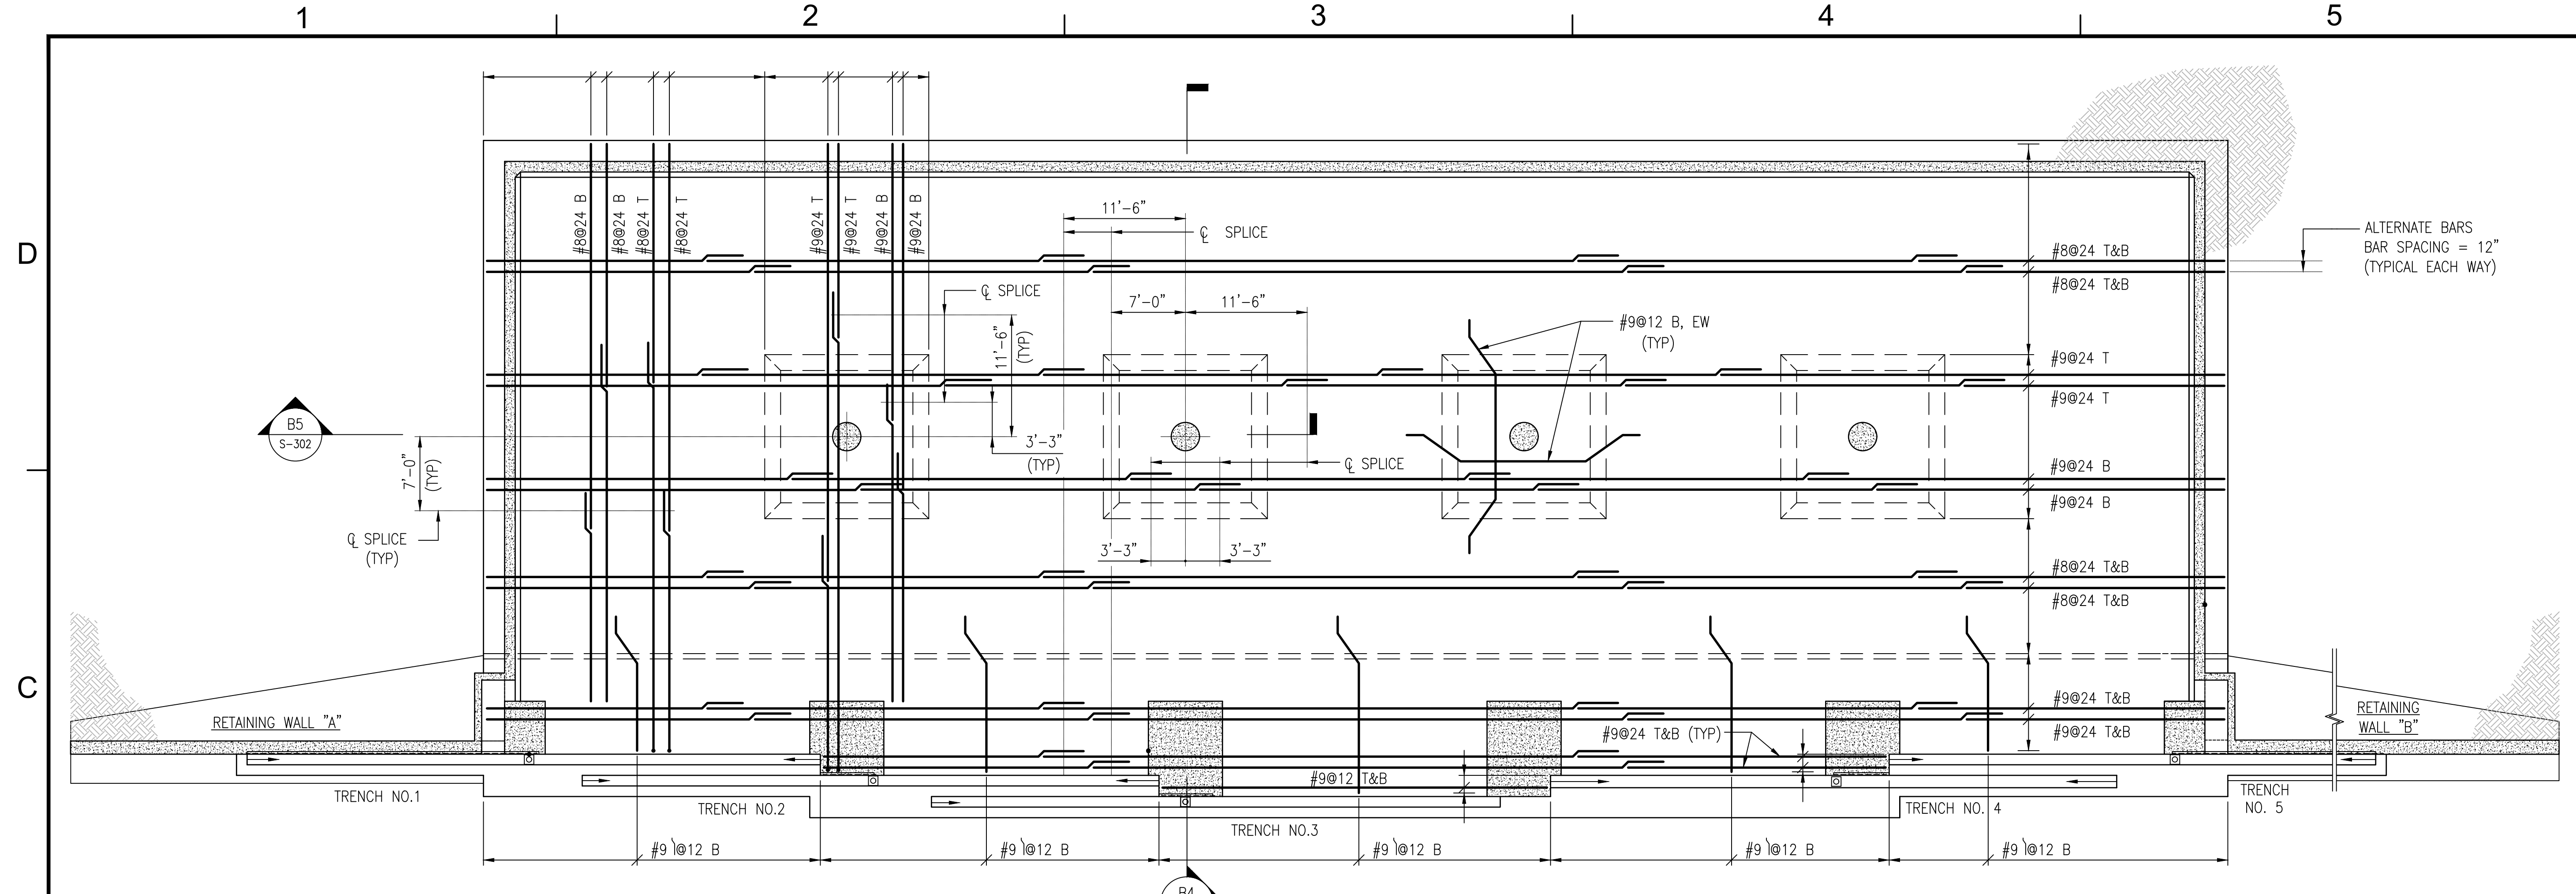 1
2
3
4
5
D
C
#8@24 B
#8@24 B
#8@24 T
#8@24 T
#9@24 T
#9@24 T
#9@24 B
#9@24 B
11'-6"
℄ SPLICE
ALTERNATE BARS
BAR SPACING = 12"
(TYPICAL EACH WAY)
#8@24 T&B
#8@24 T&B
℄ SPLICE
7'-0"
11'-6"
11'-6"
(TYP)
#9@12 B, EW
(TYP)
#9@24 T
#9@24 T
B5
S-302
7'-0"
(TYP)
3'-3"
(TYP)
℄ SPLICE
#9@24 B
#9@24 B
℄ SPLICE
(TYP)
3'-3"
3'-3"
#8@24 T&B
#8@24 T&B
RETAINING WALL "A"
#9@24 T&B
#9@24 T&B
#9@24 T&B (TYP)
RETAINING
WALL "B"
#9@12 T&B
TRENCH NO.1
TRENCH NO.2
TRENCH NO.3
TRENCH NO. 4
TRENCH
NO. 5
#9 @12 B
#9 @12 B
#9 @12 B
#9 @12 B
#9 @12 B
B4